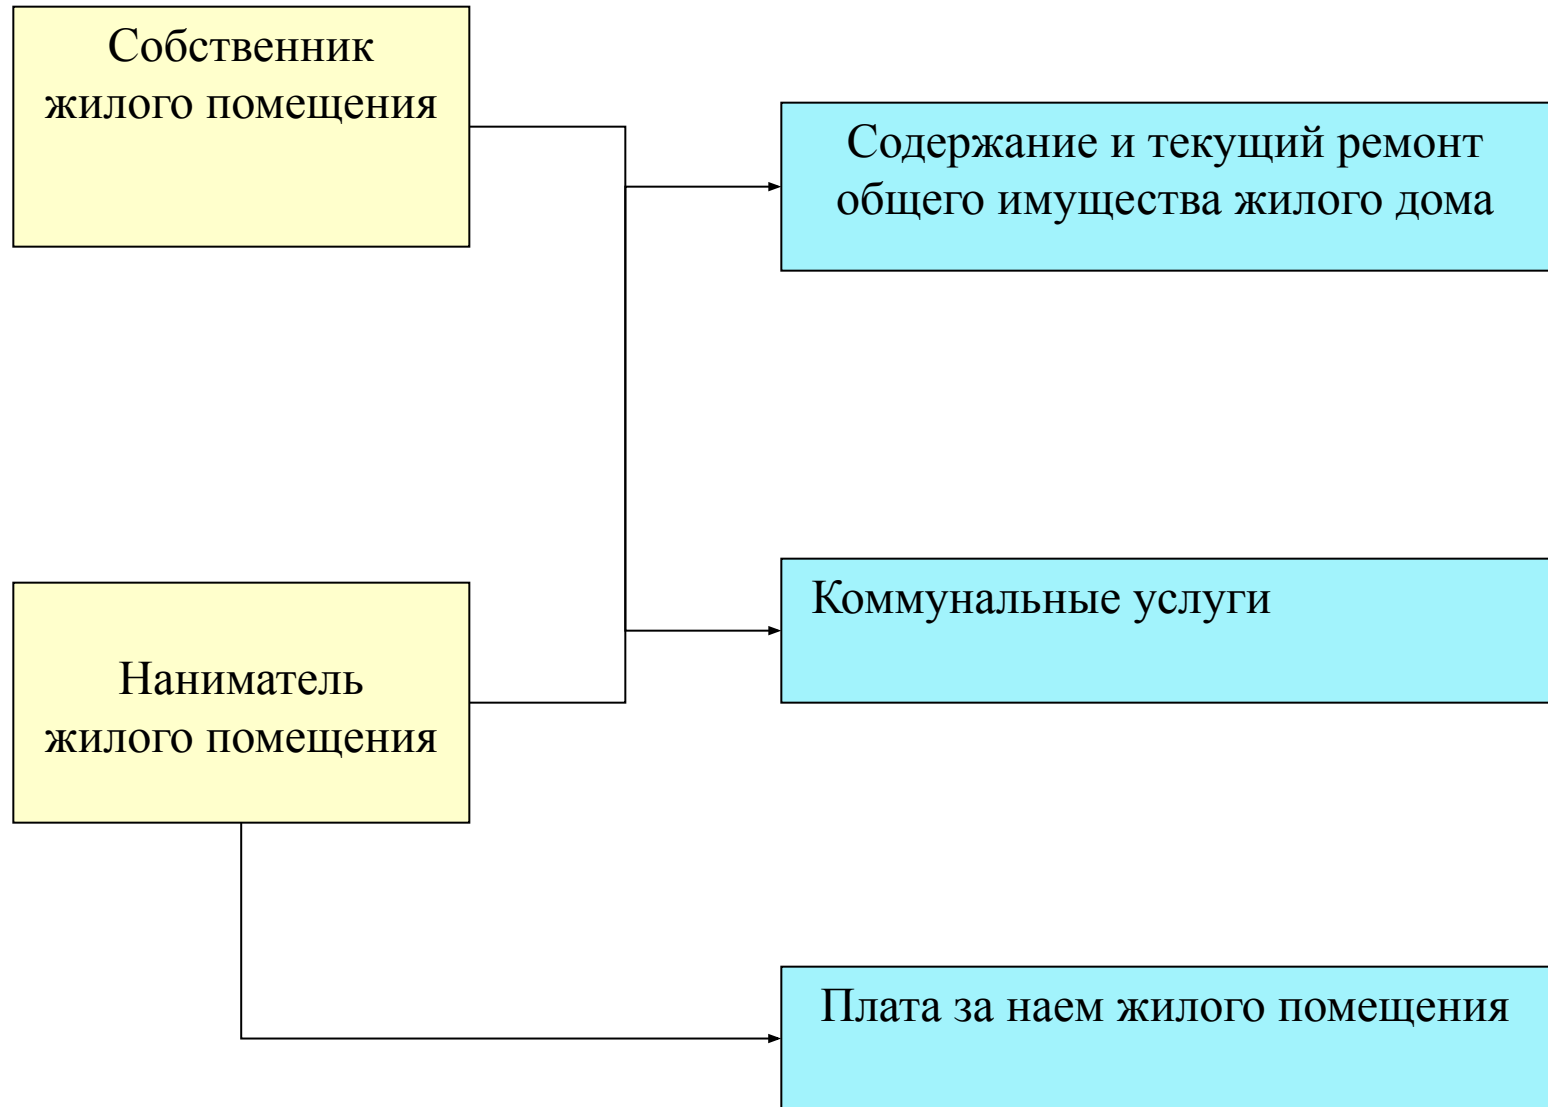 Собственник
жилого помещения
Содержание и текущий ремонт
общего имущества жилого дома
Коммунальные услуги
Наниматель
жилого помещения
Плата за наем жилого помещения